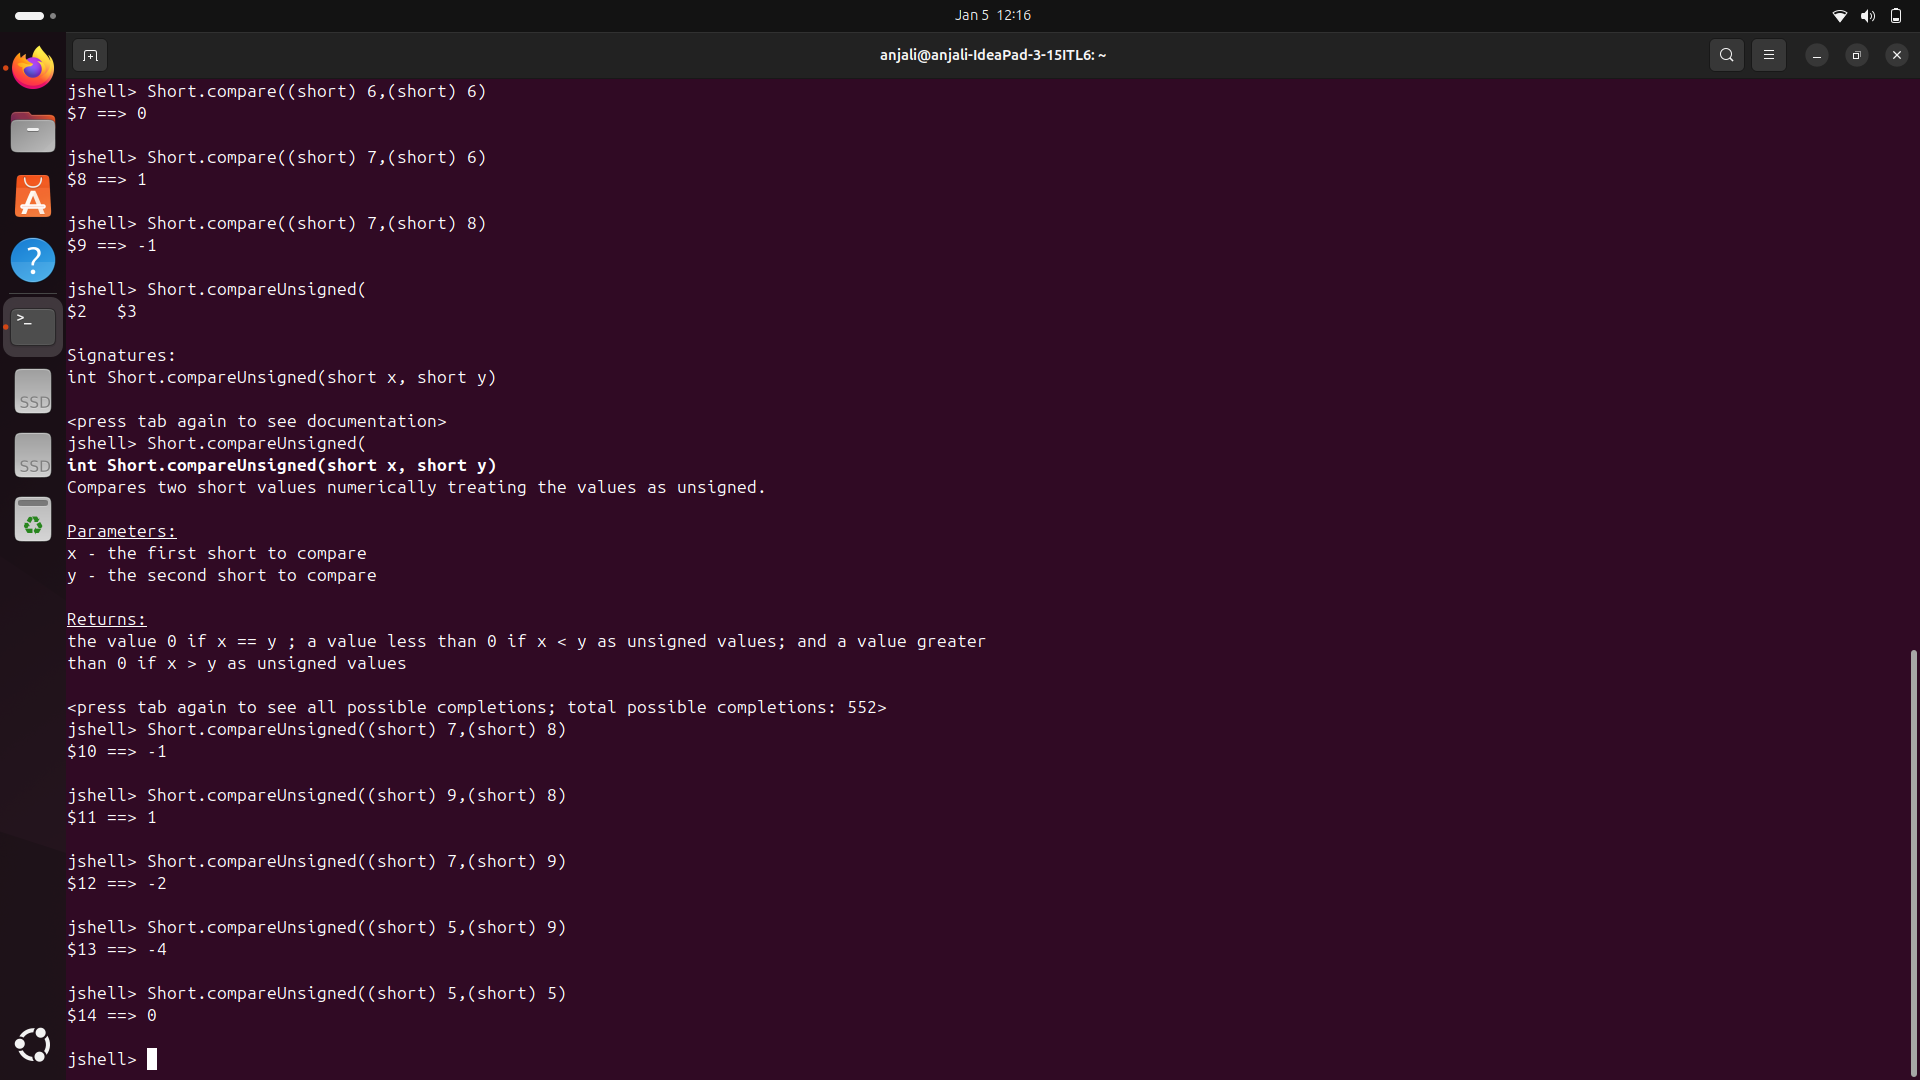 Jan 5 12:16
anjali@anjali-IdeaPad-3-15ITL6: ~
jshell> Short.compare((short) 6,(short) 6)
$7 ==> 0
jshell> Short.compare((short) 7,(short) 6)
$8 ==> 1
jshell> Short.compare((short) 7,(short) 8)
$9 ==> -1
jshell> Short.compareUnsigned(
$2   $3
Signatures:
int Short.compareUnsigned(short x, short y)
<press tab again to see documentation>
jshell> Short.compareUnsigned(
int Short.compareUnsigned(short x, short y)
Compares two short values numerically treating the values as unsigned.
Parameters:
x - the first short to compare
y - the second short to compare
Returns:
the value 0 if x == y ; a value less than 0 if x < y as unsigned values; and a value greater
than 0 if x > y as unsigned values
<press tab again to see all possible completions; total possible completions: 552>
jshell> Short.compareUnsigned((short) 7,(short) 8)
$10 ==> -1
jshell> Short.compareUnsigned((short) 9,(short) 8)
$11 ==> 1
jshell> Short.compareUnsigned((short) 7,(short) 9)
$12 ==> -2
jshell> Short.compareUnsigned((short) 5,(short) 9)
$13 ==> -4
jshell> Short.compareUnsigned((short) 5,(short) 5)
$14 ==> 0
jshell>
?
>_
SSD
SSD